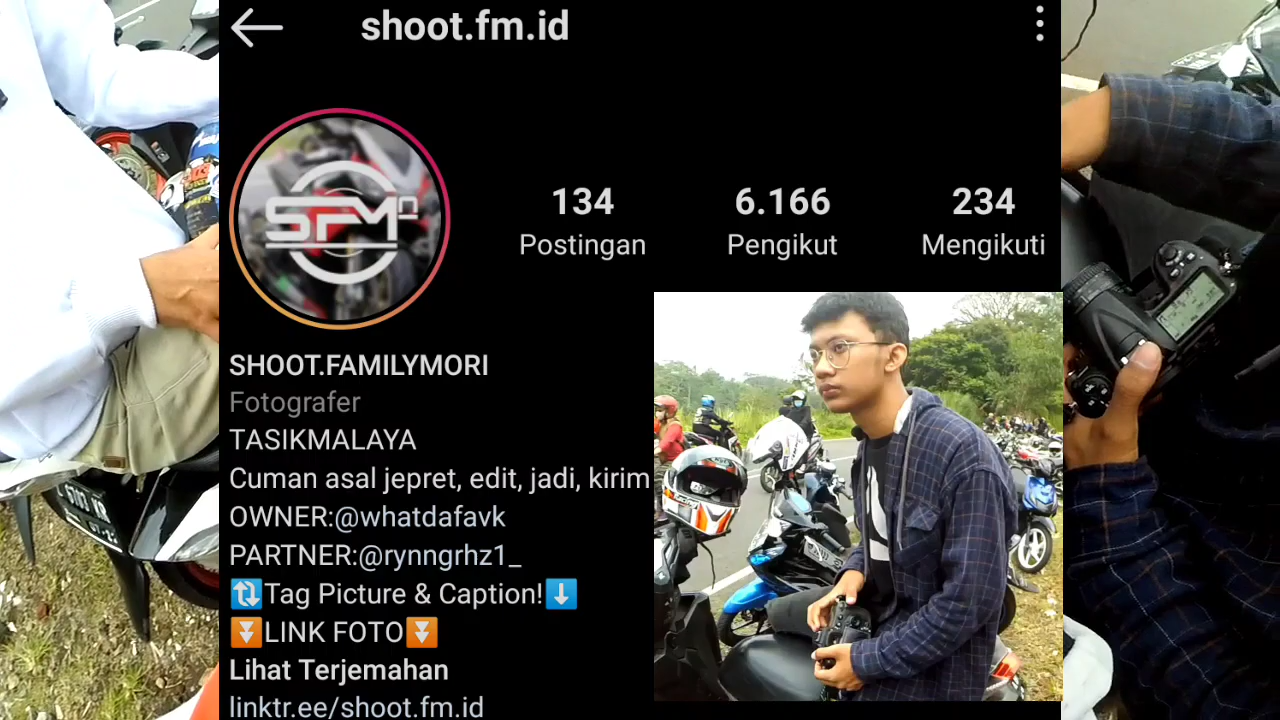 shoot.fm.id
SFM
134
Postingan
6.166
Pengikut
234
Mengikuti
SHOOT.FAMILYMORI
Fotografer
TASIKMALAYA
Cuman asal jepret, edit, jadi, kirim
OWNER:@whatdafavk
PARTNER:@rynngrhz1_
🔃Tag Picture & Caption!⬇️
⏬LINK FOTO⏬
Lihat Terjemahan
linktr.ee/shoot.fm.id